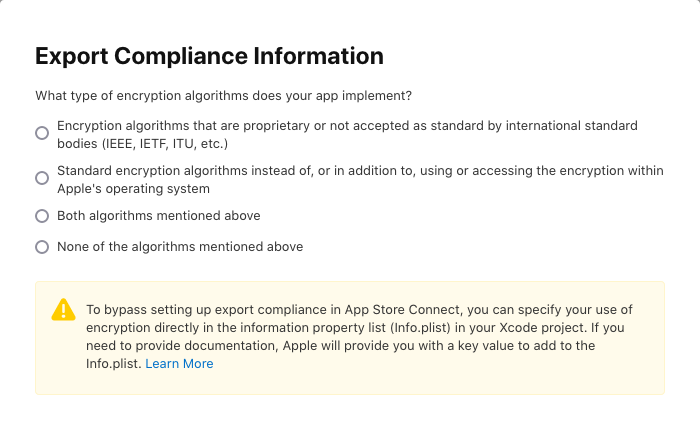 Export Compliance Information
What type of encryption algorithms does your app implement?
Encryption algorithms that are proprietary or not accepted as standard by international standard
bodies (IEEE, IETF, ITU, etc.)
Standard encryption algorithms instead of, or in addition to, using or accessing the encryption within
Apple's operating system
Both algorithms mentioned above
None of the algorithms mentioned above
To bypass setting up export compliance in App Store Connect, you can specify your use of
encryption directly in the information property list (Info.plist) in your Xcode project. If you
need to provide documentation, Apple will provide you with a key value to add to the
Info.plist. Learn More